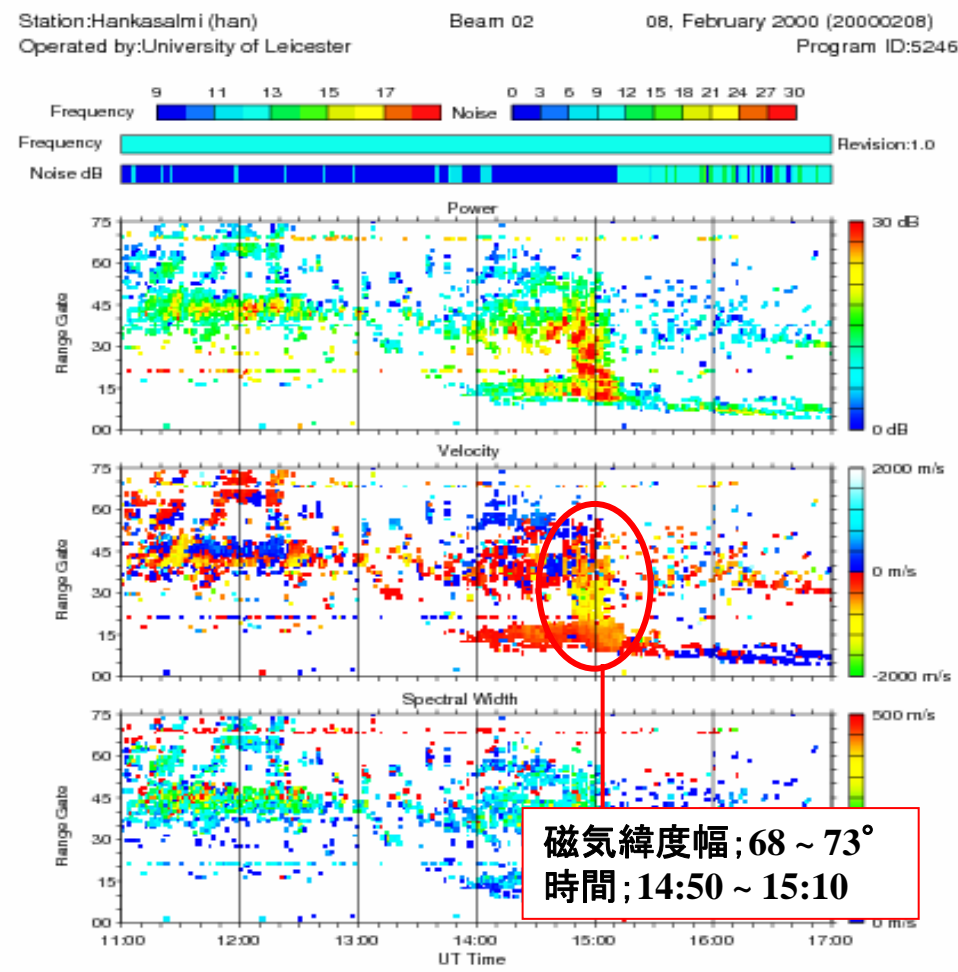 Station:Hankasalmi (han) Beam 02 08, February 2000 (20000208)
Operated by:University of Leicester Program ID:5246
9 11 13 15 17 0 3 6 9 12 15 18 21 24 27 30
Frequency Noise
Frequency Revision:1.0
Noise dB
Power
75 60 45 30 15 00
Range Gate
30 dB
0 dB
Velocity
75 60 45 30 15 00
Range Gate
2000 m/s
0 m/s
-2000 m/s
Spectral Width
75 60 45 30 15 00
Range Gate
500 m/s
0 m/s
磁気緯度幅;68 ~ 73°
時間;14:50 ~ 15:10
11:00 12:00 13:00 14:00 15:00 16:00 17:00
UT Time